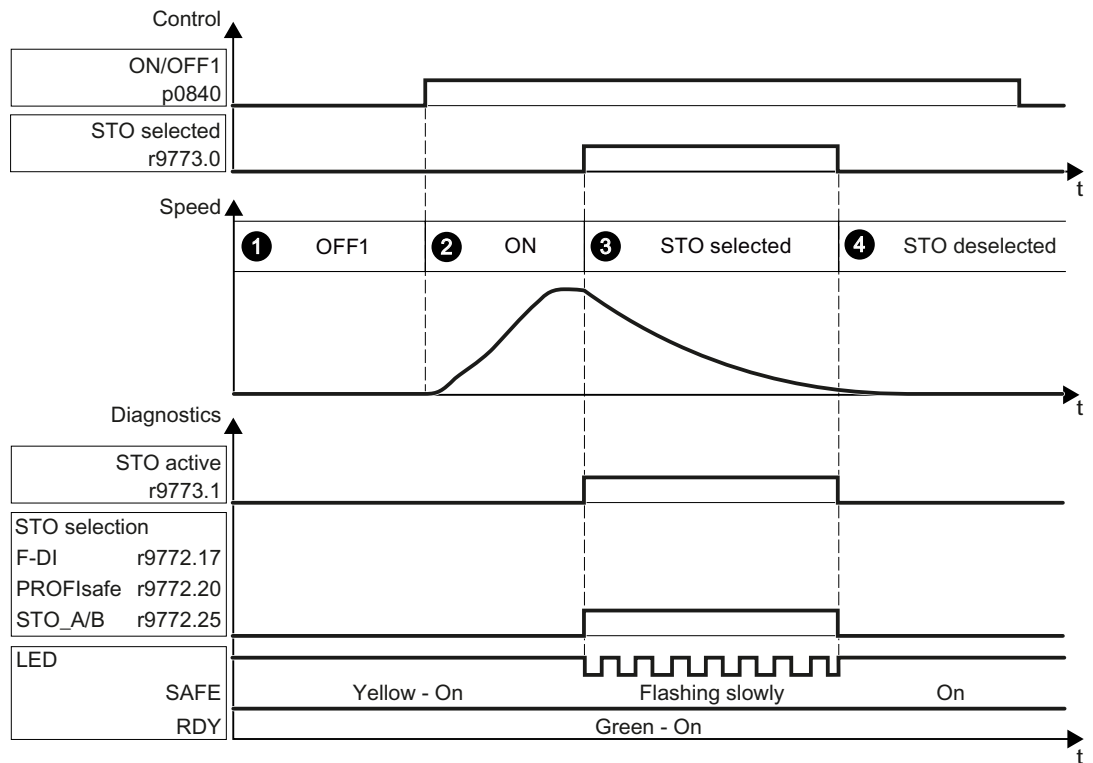 Control
ON/OFF1
p0840
STO selected
r9773.0
t
Speed
1 OFF1 2 ON 3 STO selected 4 STO deselected
t
Diagnostics
STO active
r9773.1
STO selection
F-DI r9772.17
PROFIsafe r9772.20
STO_A/B r9772.25
LED
SAFE Yellow - On Flashing slowly On
RDY Green - On
t